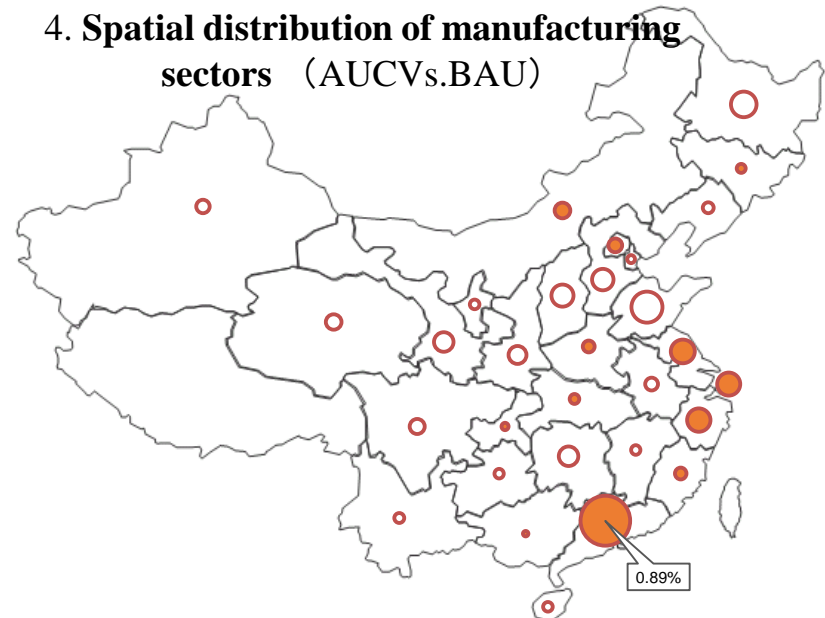 4. Spatial distribution of manufacturing
sectors （AUCVs.BAU）
0.89%